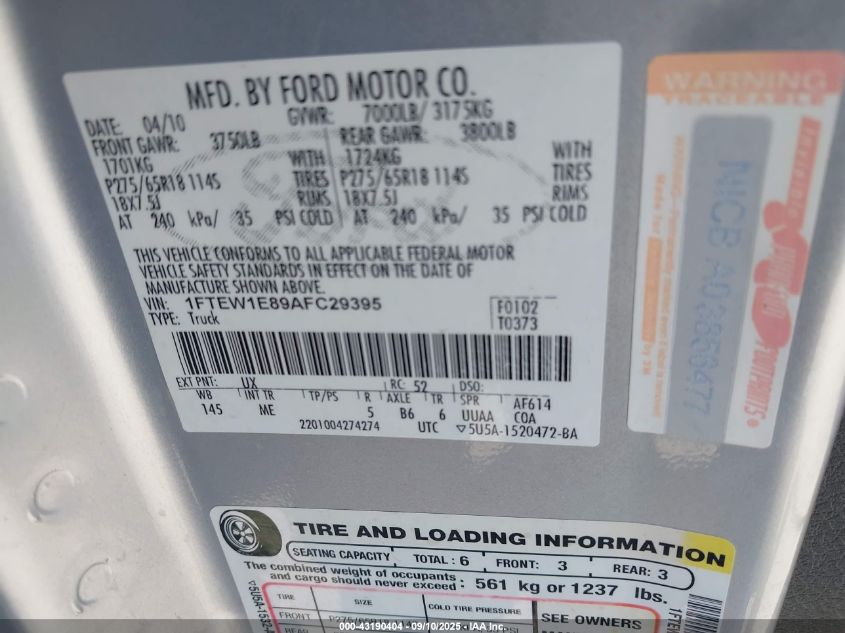 MFD. BY FORD MOTOR CO.
DATE: 04/10 GVWR: 7000LB/ 3175KG
FRONT GAWR: 3750LB REAR GAWR: 3800LB
1701KG WITH 1724KG WITH
P275/65R18 114S TIRES P275/65R18 114S TIRES
18X7.5J RIMS 18X7.5J RIMS
AT 240 kPa/ 35 PSI COLD AT 240 kPa/ 35 PSI COLD
THIS VEHICLE CONFORMS TO ALL APPLICABLE FEDERAL MOTOR
VEHICLE SAFETY STANDARDS IN EFFECT ON THE DATE OF
MANUFACTURE SHOWN ABOVE.
VIN: 1FTEW1E89AFC29395 F0102
TYPE: Truck T0373
EXT PNT: UX RC: 52 DSO:
WB INT TR TP/PS R AXLE TR SPR AF614
145 ME 5 B6 6 UUAA COA
2201004274274 UTC ▽5U5A-1520472-BA
WARNING
TRACEABLE
Invisible
NICB A03850477
FOOTPRINTS®
TIRE AND LOADING INFORMATION
SEATING CAPACITY TOTAL: 6 FRONT: 3 REAR: 3
The combined weight of occupants
and cargo should never exceed: 561 kg or 1237 lbs.
TIRE SIZE COLD TIRE PRESSURE SEE OWNERS
FRONT
000-43190404 - 09/10/2025 - IAAI.COM